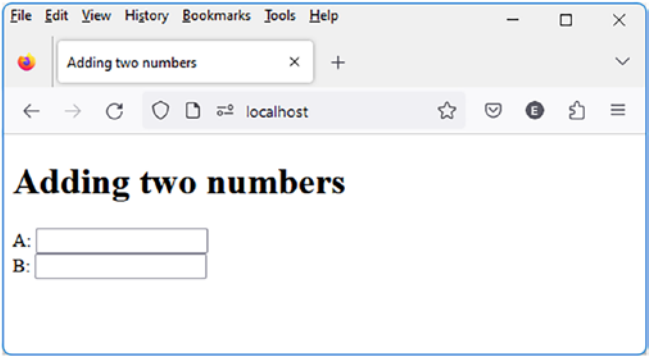 File Edit View History Bookmarks Tools Help
Adding two numbers
localhost
E
Adding two numbers
A:
B: